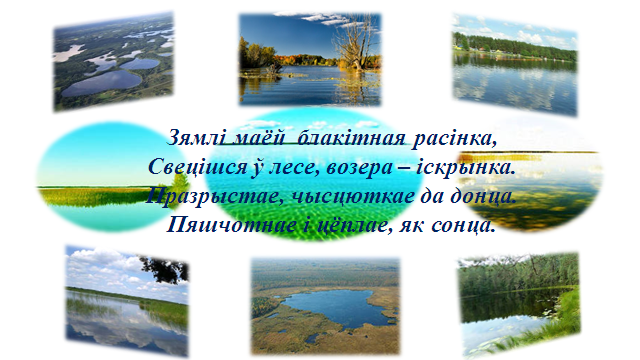 Зямлі маёй блакітная расінка,
Свецішся ў лесе, возера – іскрынка.
Празрыстае, чысцюткае да донца.
Пяшчотнае і цёплае, як сонца.